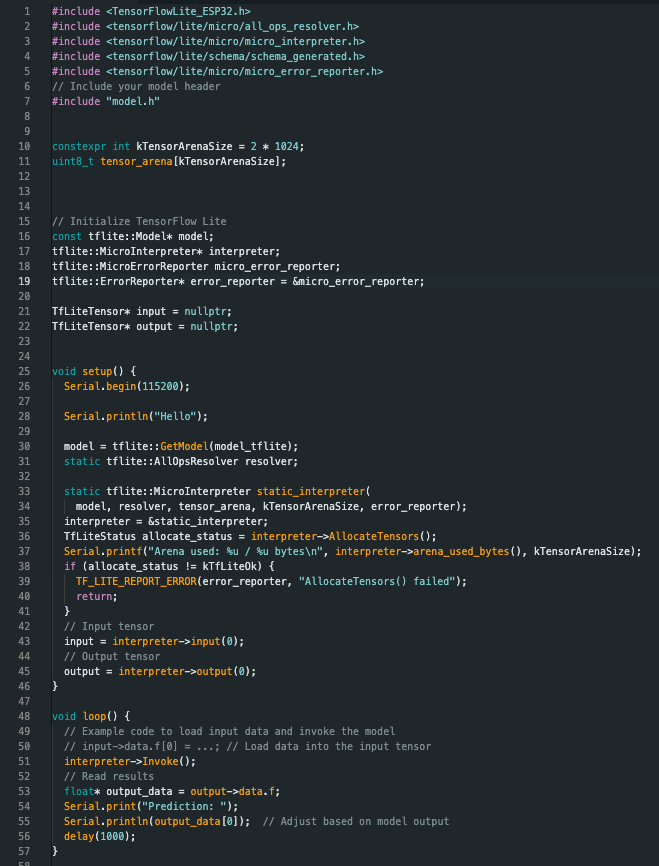 1 #include <TensorFlowLite_ESP32.h>
2 #include <tensorflow/lite/micro/all_ops_resolver.h>
3 #include <tensorflow/lite/micro/micro_interpreter.h>
4 #include <tensorflow/lite/schema/schema_generated.h>
5 #include <tensorflow/lite/micro/micro_error_reporter.h>
6 // Include your model header
7 #include "model.h"
8
9
10 constexpr int kTensorArenaSize = 2 * 1024;
11 uint8_t tensor_arena[kTensorArenaSize];
12
13
14
15 // Initialize TensorFlow Lite
16 const tflite::Model* model;
17 tflite::MicroInterpreter* interpreter;
18 tflite::MicroErrorReporter micro_error_reporter;
19 tflite::ErrorReporter* error_reporter = &micro_error_reporter;
20
21 TfLiteTensor* input = nullptr;
22 TfLiteTensor* output = nullptr;
23
24
25 void setup() {
26   Serial.begin(115200);
27
28   Serial.println("Hello");
29
30   model = tflite::GetModel(model_tflite);
31   static tflite::AllOpsResolver resolver;
32
33   static tflite::MicroInterpreter static_interpreter(
34     model, resolver, tensor_arena, kTensorArenaSize, error_reporter);
35   interpreter = &static_interpreter;
36   TfLiteStatus allocate_status = interpreter->AllocateTensors();
37   Serial.printf("Arena used: %u / %u bytes\n", interpreter->arena_used_bytes(), kTensorArenaSize);
38   if (allocate_status != kTfLiteOk) {
39     TF_LITE_REPORT_ERROR(error_reporter, "AllocateTensors() failed");
40     return;
41   }
42   // Input tensor
43   input = interpreter->input(0);
44   // Output tensor
45   output = interpreter->output(0);
46 }
47
48 void loop() {
49   // Example code to load input data and invoke the model
50   // input->data.f[0] = ...; // Load data into the input tensor
51   interpreter->Invoke();
52   // Read results
53   float* output_data = output->data.f;
54   Serial.print("Prediction: ");
55   Serial.println(output_data[0]);  // Adjust based on model output
56   delay(1000);
57 }
58